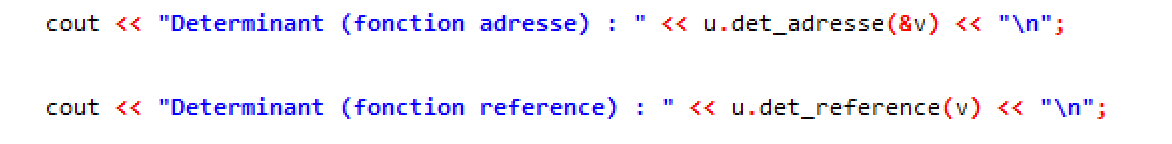 cout << "Determinant (fonction adresse) : " << u.det_adresse(&v) << "\n";
cout << "Determinant (fonction reference) : " << u.det_reference(v) << "\n";